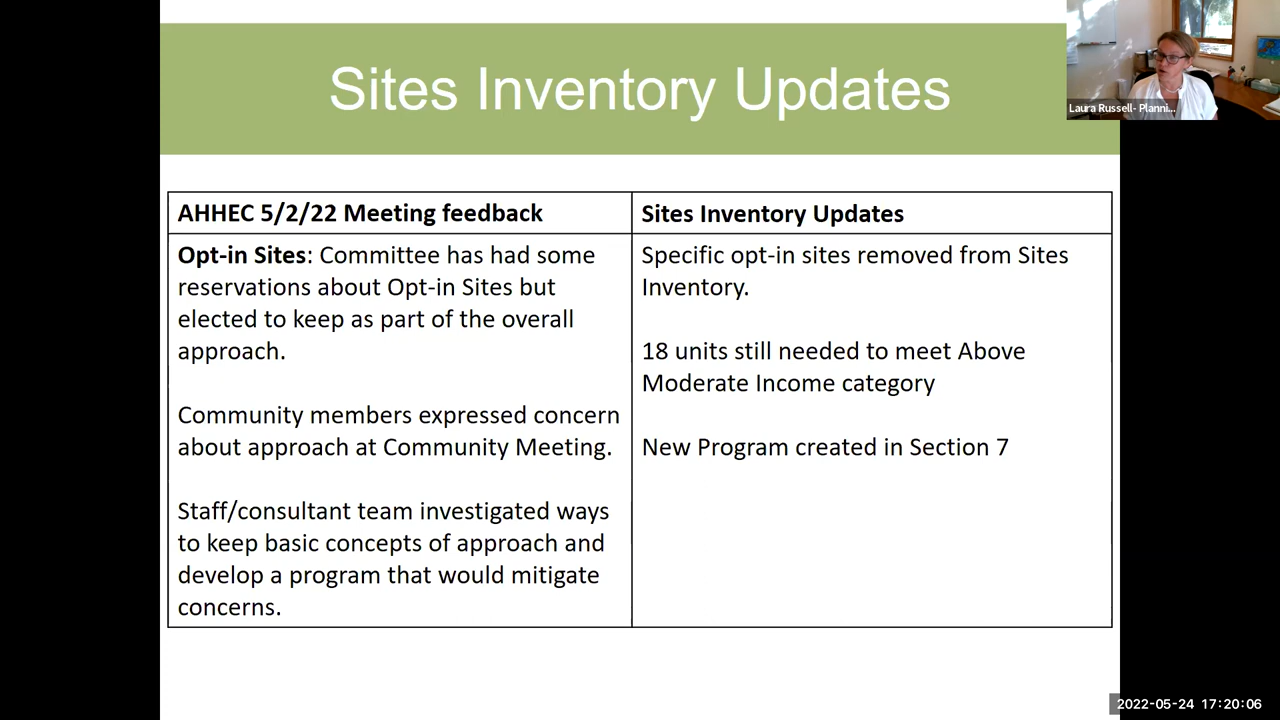 Sites Inventory Updates
Laura Russell- Planni...
AHHEC 5/2/22 Meeting feedback
Sites Inventory Updates
Opt-in Sites: Committee has had some
reservations about Opt-in Sites but
elected to keep as part of the overall
approach.
Community members expressed concern
about approach at Community Meeting.
Staff/consultant team investigated ways
to keep basic concepts of approach and
develop a program that would mitigate
concerns.
Specific opt-in sites removed from Sites
Inventory.
18 units still needed to meet Above
Moderate Income category
New Program created in Section 7
2022-05-24 17:20:06